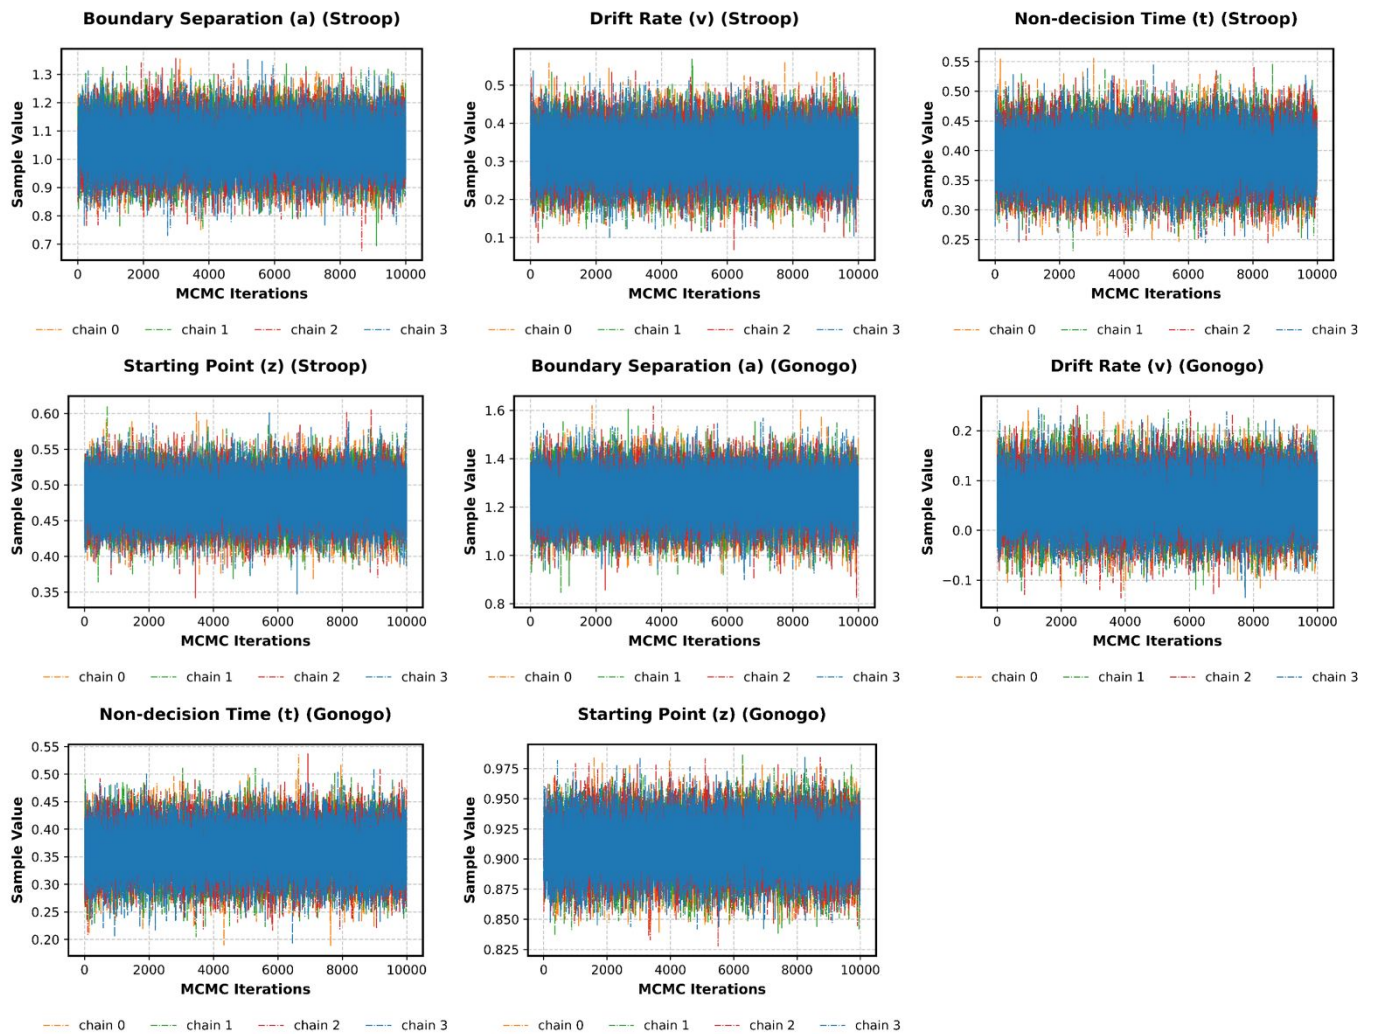 Boundary Separation (a) (Stroop)
Sample Value
1.3
1.2
1.1
1.0
0.9
0.8
0.7
0
2000
4000
6000
8000
10000
MCMC Iterations
chain 0
chain 1
chain 2
chain 3
Drift Rate (v) (Stroop)
Sample Value
0.5
0.4
0.3
0.2
0.1
0
2000
4000
6000
8000
10000
MCMC Iterations
chain 0
chain 1
chain 2
chain 3
Non-decision Time (t) (Stroop)
Sample Value
0.55
0.50
0.45
0.40
0.35
0.30
0.25
0
2000
4000
6000
8000
10000
MCMC Iterations
chain 0
chain 1
chain 2
chain 3
Starting Point (z) (Stroop)
Sample Value
0.60
0.55
0.50
0.45
0.40
0.35
0
2000
4000
6000
8000
10000
MCMC Iterations
chain 0
chain 1
chain 2
chain 3
Boundary Separation (a) (Gonogo)
Sample Value
1.6
1.4
1.2
1.0
0.8
0
2000
4000
6000
8000
10000
MCMC Iterations
chain 0
chain 1
chain 2
chain 3
Drift Rate (v) (Gonogo)
Sample Value
0.2
0.1
0.0
−0.1
0
2000
4000
6000
8000
10000
MCMC Iterations
chain 0
chain 1
chain 2
chain 3
Non-decision Time (t) (Gonogo)
Sample Value
0.55
0.50
0.45
0.40
0.35
0.30
0.25
0.20
0
2000
4000
6000
8000
10000
MCMC Iterations
chain 0
chain 1
chain 2
chain 3
Starting Point (z) (Gonogo)
Sample Value
0.975
0.950
0.925
0.900
0.875
0.850
0.825
0
2000
4000
6000
8000
10000
MCMC Iterations
chain 0
chain 1
chain 2
chain 3